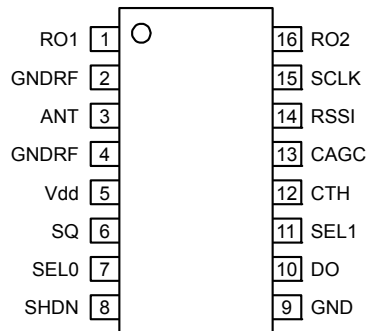 RO1 1 16 RO2
GNDRF 2 15 SCLK
ANT 3 14 RSSI
GNDRF 4 13 CAGC
Vdd 5 12 CTH
SQ 6 11 SEL1
SEL0 7 10 DO
SHDN 8 9 GND